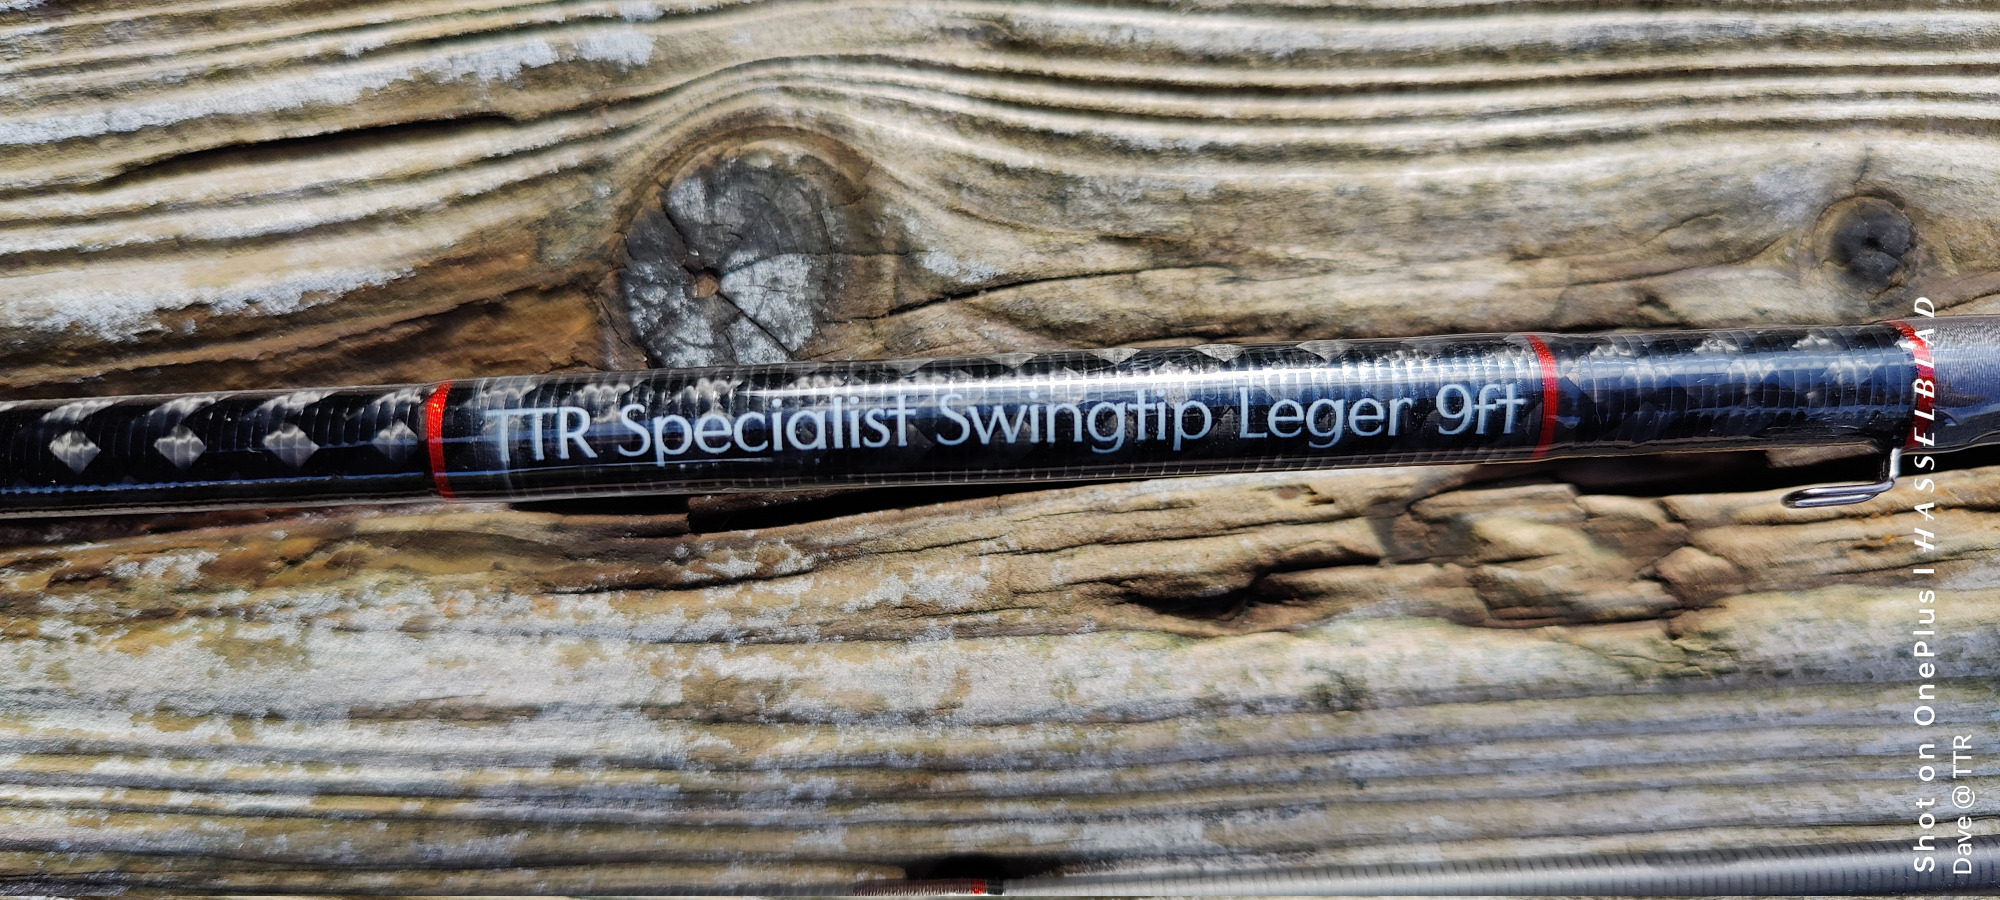 TTR Specialist Swingtip Leger 9ft
Shot on OnePlus I HASSELBLAD
Dave @ TTR